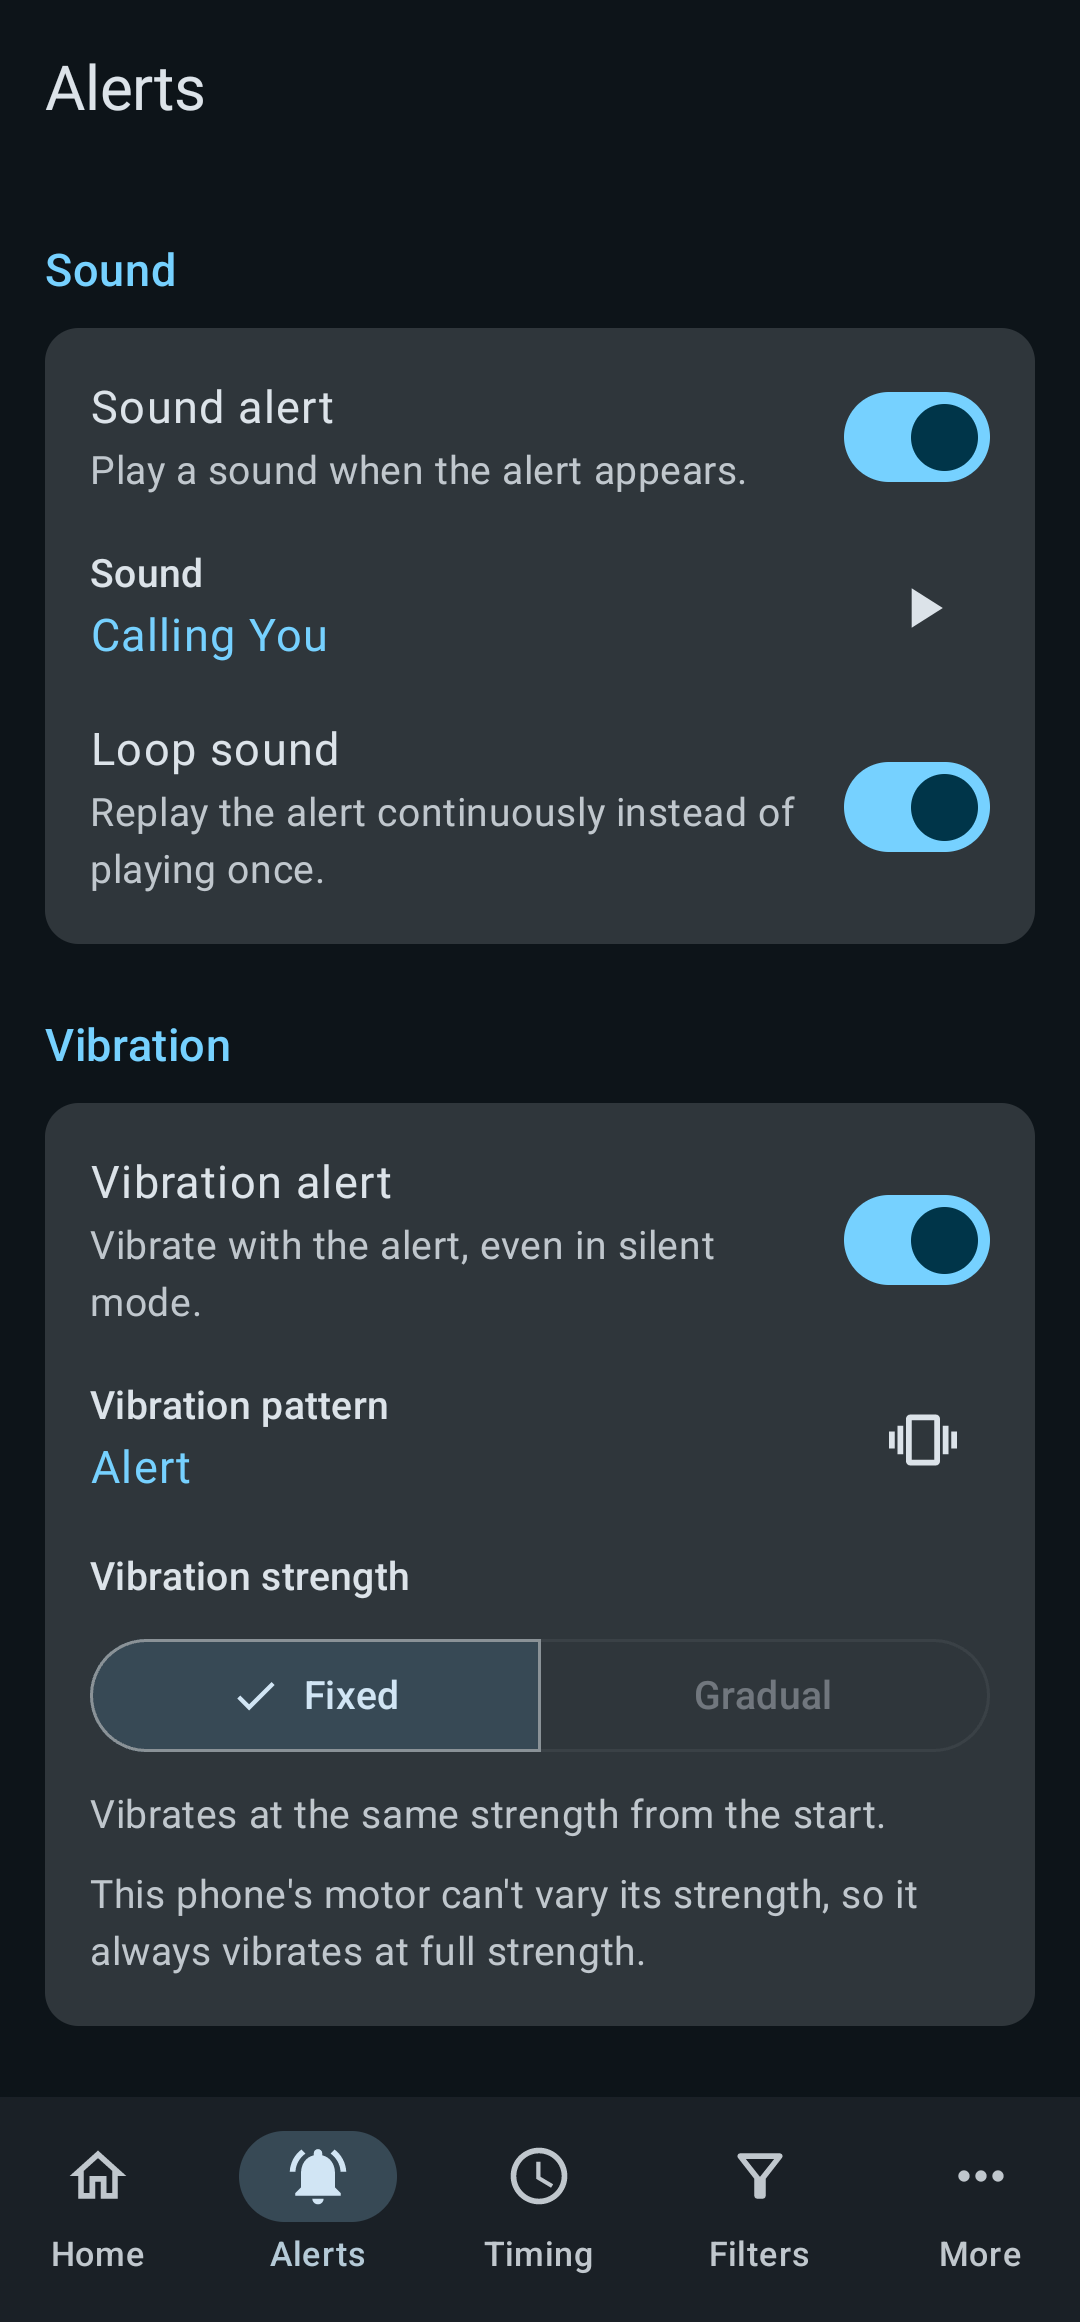 Alerts
Sound
Sound alert
Play a sound when the alert appears.
Sound
Calling You
Loop sound
Replay the alert continuously instead of
playing once.
Vibration
Vibration alert
Vibrate with the alert, even in silent
mode.
Vibration pattern
Alert
Vibration strength
Fixed
Gradual
Vibrates at the same strength from the start.
This phone's motor can't vary its strength, so it
always vibrates at full strength.
Home
Alerts
Timing
Filters
More